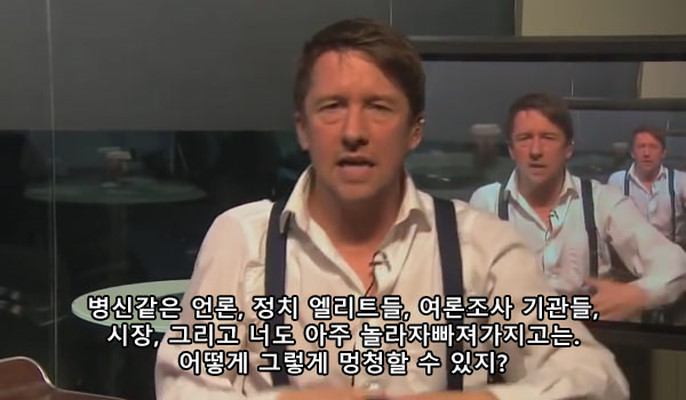 병신같은 언론, 정치 엘리트들, 여론조사 기관들,
시장, 그리고 너도 아주 놀라자빠져가지고는.
어떻게 그렇게 멍청할 수 있지?